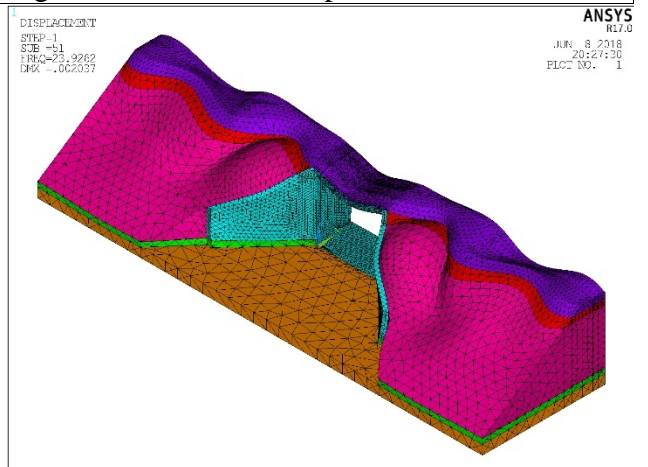 1
DISPLACEMENT
STEP=1
SUB =51
FREQ=23.9262
DMX =.002037
ANSYS
R17.0
JUN 8 2018
20:27:30
PLOT NO. 1